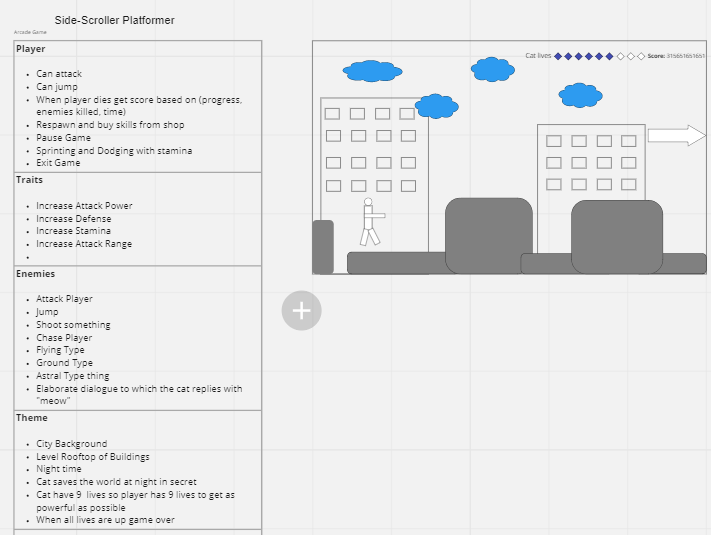 Side-Scroller Platformer
Arcade Game
Player
• Can attack
• Can jump
• When player dies get score based on (progress,
enemies killed, time)
• Respawn and buy skills from shop
• Pause Game
• Sprinting and Dodging with stamina
• Exit Game
Traits
• Increase Attack Power
• Increase Defense
• Increase Stamina
• Increase Attack Range
•
Enemies
• Attack Player
• Jump
• Shoot something
• Chase Player
• Flying Type
• Ground Type
• Astral Type thing
• Elaborate dialogue to which the cat replies with
"meow"
Theme
• City Background
• Level Rooftop of Buildings
• Night time
• Cat saves the world at night in secret
• Cat have 9 lives so player has 9 lives to get as
powerful as possible
• When all lives are up game over
Cat lives
Score: